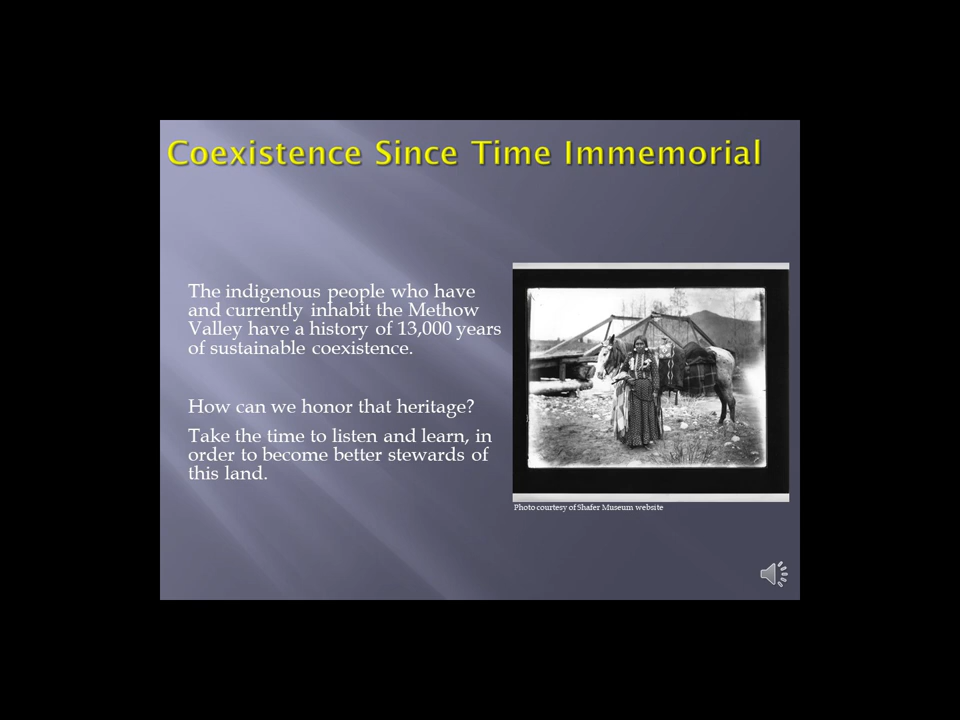 Coexistence Since Time Immemorial
The indigenous people who have
and currently inhabit the Methow
Valley have a history of 13,000 years
of sustainable coexistence.
How can we honor that heritage?
Take the time to listen and learn, in
order to become better stewards of
this land.
Photo courtesy of Shafer Museum website